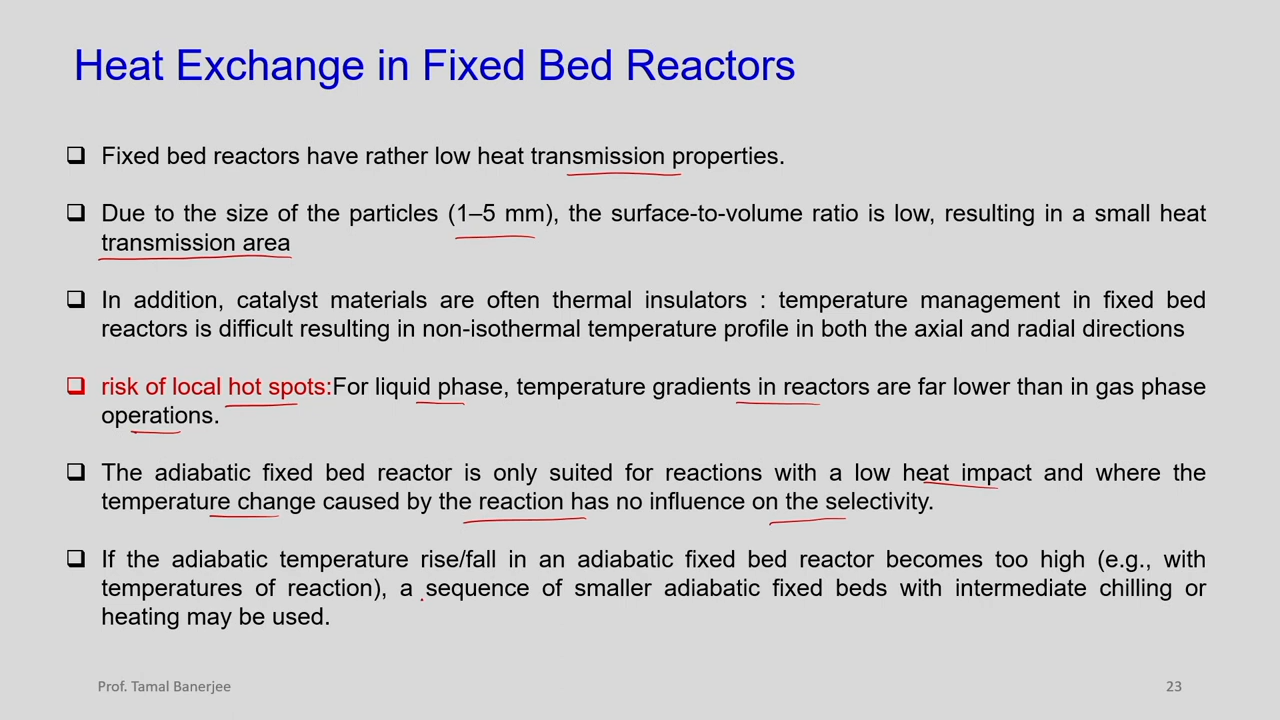 Heat Exchange in Fixed Bed Reactors
Fixed bed reactors have rather low heat transmission properties.
Due to the size of the particles (1–5 mm), the surface-to-volume ratio is low, resulting in a small heat
transmission area
In addition, catalyst materials are often thermal insulators : temperature management in fixed bed
reactors is difficult resulting in non-isothermal temperature profile in both the axial and radial directions
risk of local hot spots:For liquid phase, temperature gradients in reactors are far lower than in gas phase
operations.
The adiabatic fixed bed reactor is only suited for reactions with a low heat impact and where the
temperature change caused by the reaction has no influence on the selectivity.
If the adiabatic temperature rise/fall in an adiabatic fixed bed reactor becomes too high (e.g., with
temperatures of reaction), a sequence of smaller adiabatic fixed beds with intermediate chilling or
heating may be used.
Prof. Tamal Banerjee
23